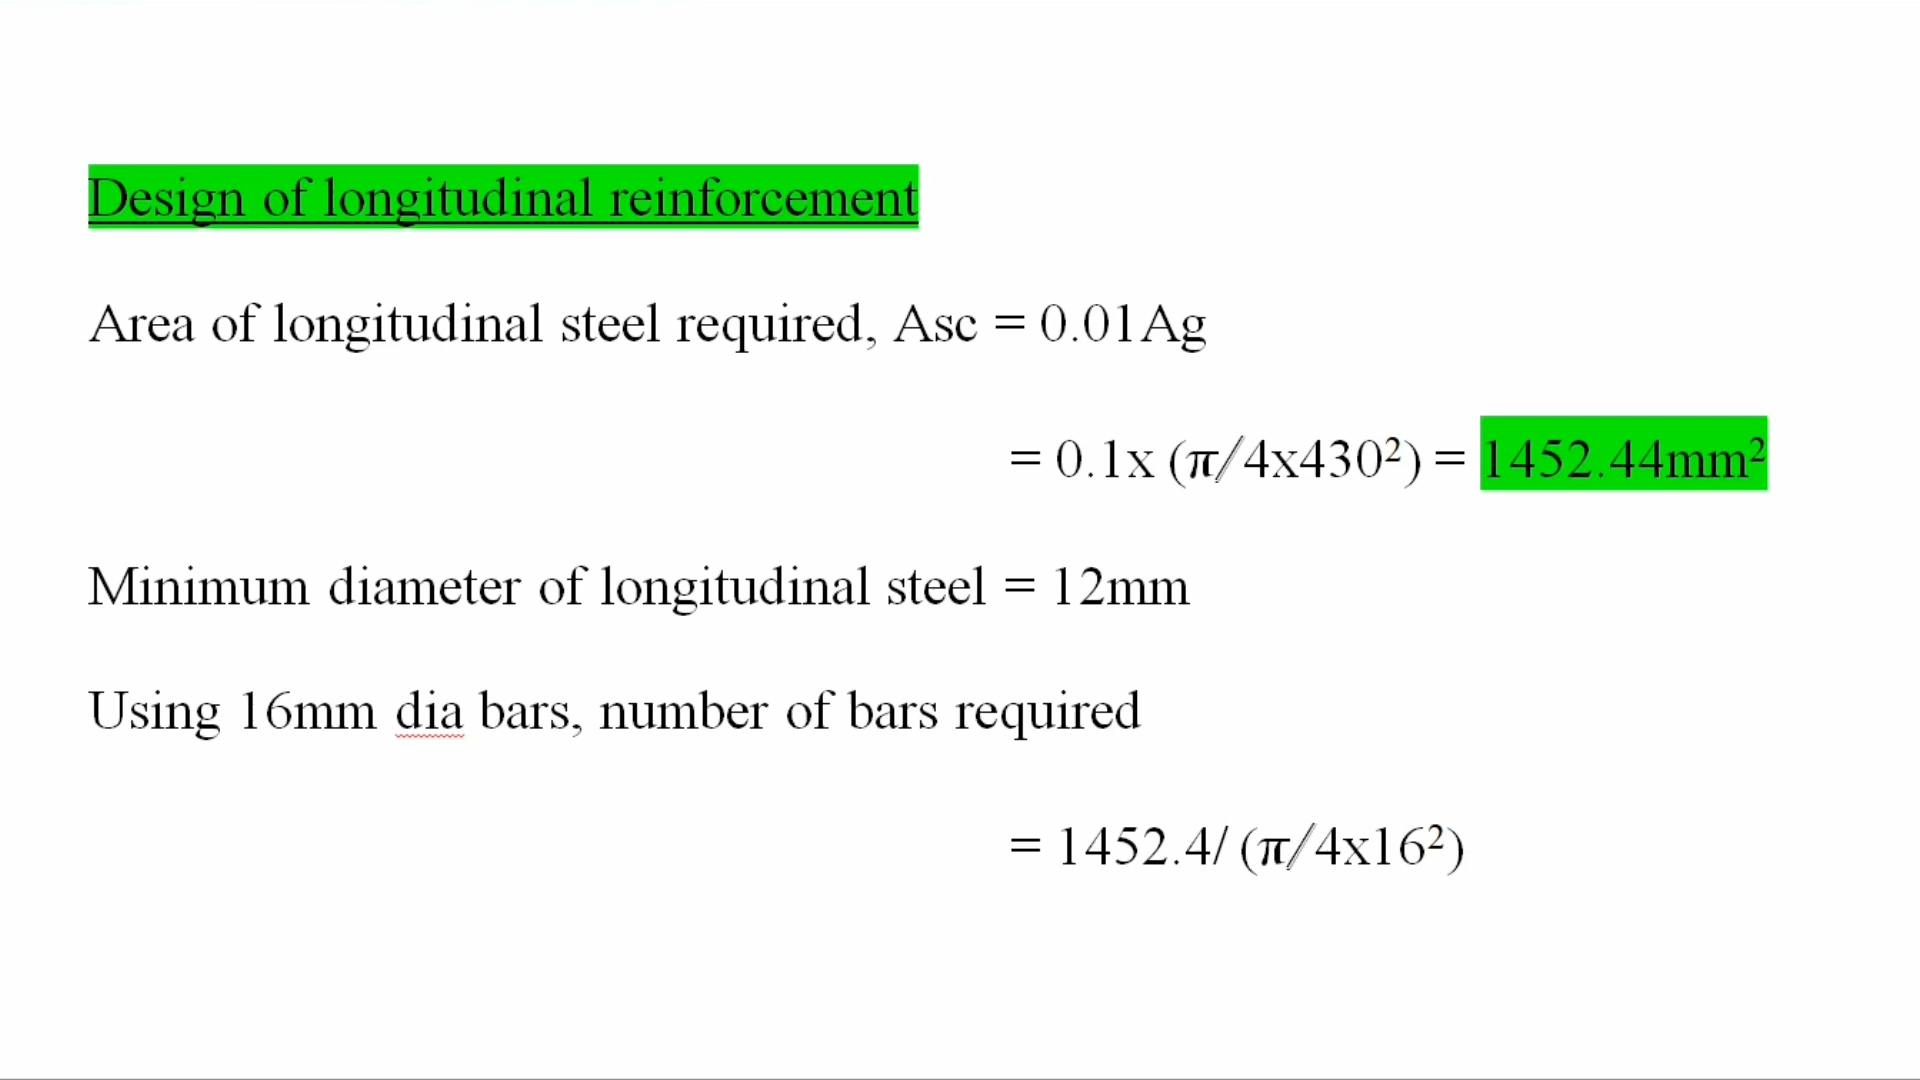 Design of longitudinal reinforcement
Area of longitudinal steel required, Asc = 0.01Ag
= 0.1x (π/4x430²) = 1452.44mm²
Minimum diameter of longitudinal steel = 12mm
Using 16mm dia bars, number of bars required
= 1452.4/ (π/4x16²)